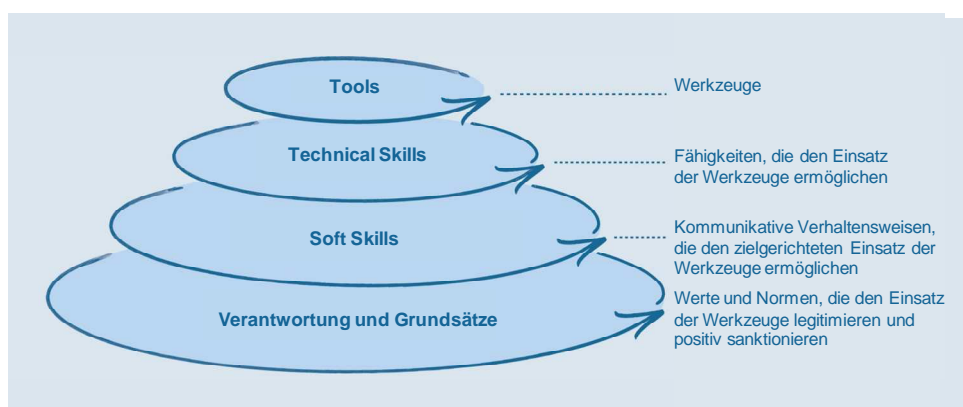 Tools
Werkzeuge
Technical Skills
Fähigkeiten, die den Einsatz
der Werkzeuge ermöglichen
Soft Skills
Kommunikative Verhaltensweisen,
die den zielgerichteten Einsatz der
Werkzeuge ermöglichen
Verantwortung und Grundsätze
Werte und Normen, die den Einsatz
der Werkzeuge legitimieren und
positiv sanktionieren